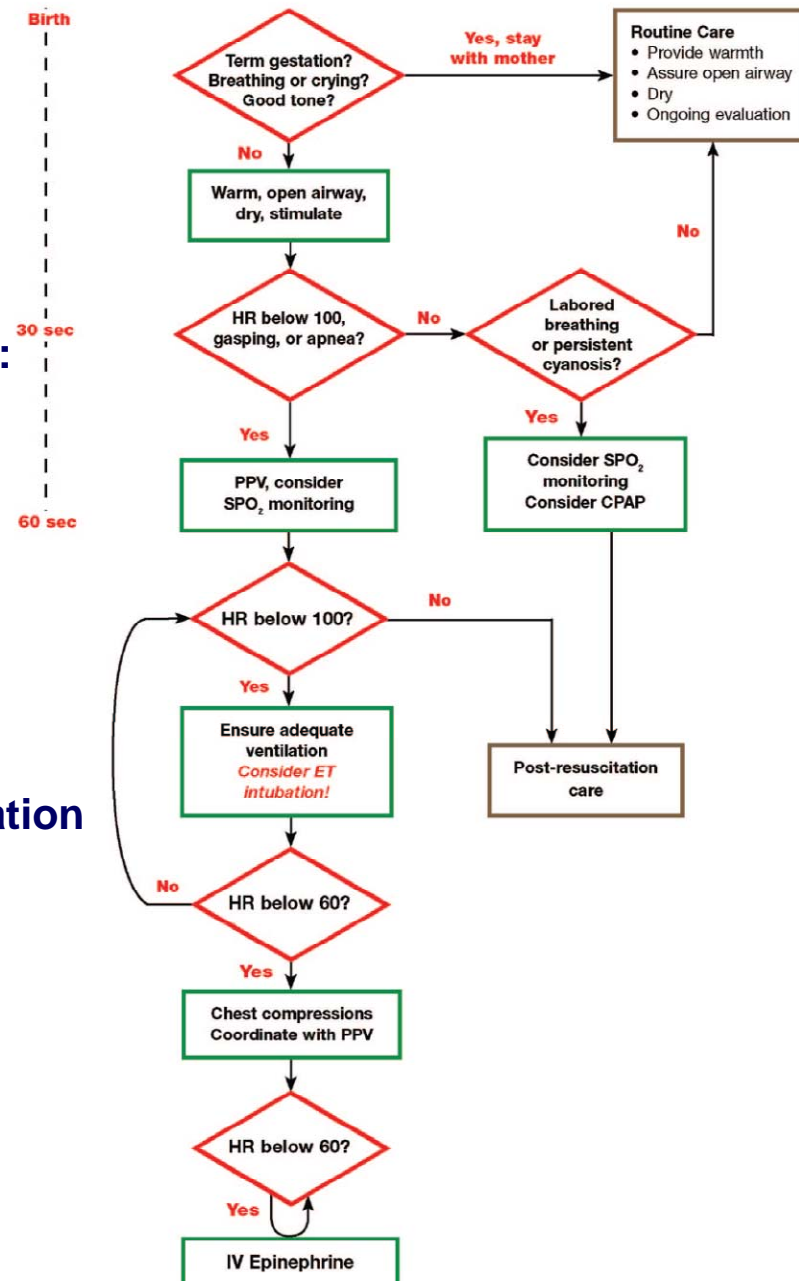 Birth
Term gestation?
Breathing or crying?
Good tone?
Yes, stay
with mother
Routine Care
• Provide warmth
• Assure open airway
• Dry
• Ongoing evaluation
No
Warm, open airway,
dry, stimulate
No
30 sec
:
HR below 100,
gasping, or apnea?
No
Labored
breathing
or persistent
cyanosis?
Yes
Yes
PPV, consider
SPO₂ monitoring
Consider SPO₂
monitoring
Consider CPAP
60 sec
HR below 100?
No
Yes
Ensure adequate
ventilation
Consider ET
intubation!
Post-resuscitation
care
ation
No
HR below 60?
Yes
Chest compressions
Coordinate with PPV
HR below 60?
Yes
IV Epinephrine